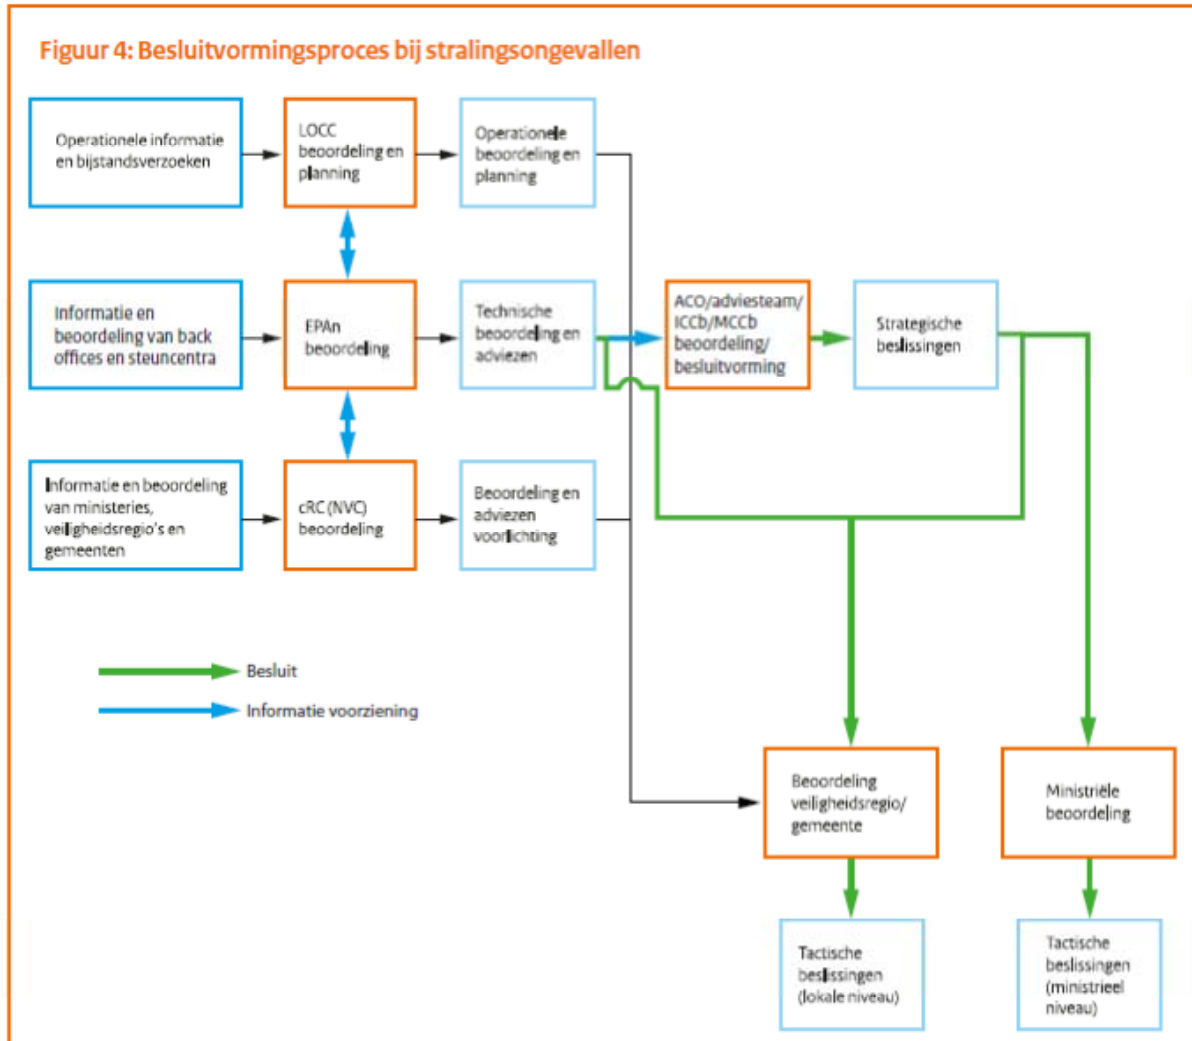 Figuur 4: Besluitvormingsproces bij stralingsongevallen
Operationele informatie
en bijstandsverzoeken
LOCC
beoordeling en
planning
Operationele
beoordeling en
planning
Informatie en
beoordeling van back
offices en steuncentra
EPAn
beoordeling
Technische
beoordeling en
adviezen
ACO/adviesteam/
ICCb/MCCb
beoordeling/
besluitvorming
Strategische
beslissingen
Informatie en beoordeling
van ministeries,
veiligheidsregio's en
gemeenten
cRC (NVC)
beoordeling
Beoordeling en
adviezen
voorlichting
Besluit
Informatie voorziening
Beoordeling
veiligheidsregio/
gemeente
Ministriële
beoordeling
Tactische
beslissingen
(lokale niveau)
Tactische
beslissingen
(ministrieel
niveau)